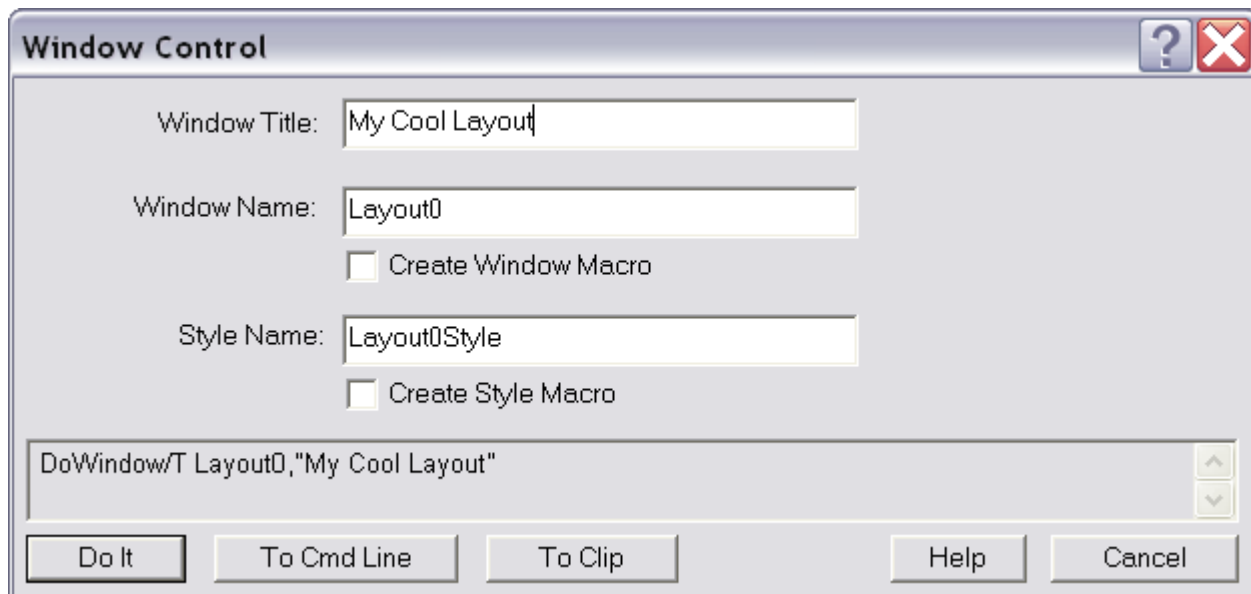 Window Control
Window Title: My Cool Layout
Window Name: Layout0
Create Window Macro
Style Name: Layout0Style
Create Style Macro
DoWindow/T Layout0,"My Cool Layout"
Do It To Cmd Line To Clip Help Cancel